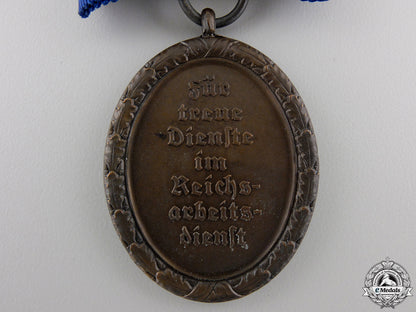 Für
treue
Dienste
im
Reichs-
arbeits-
dienst
eMedals